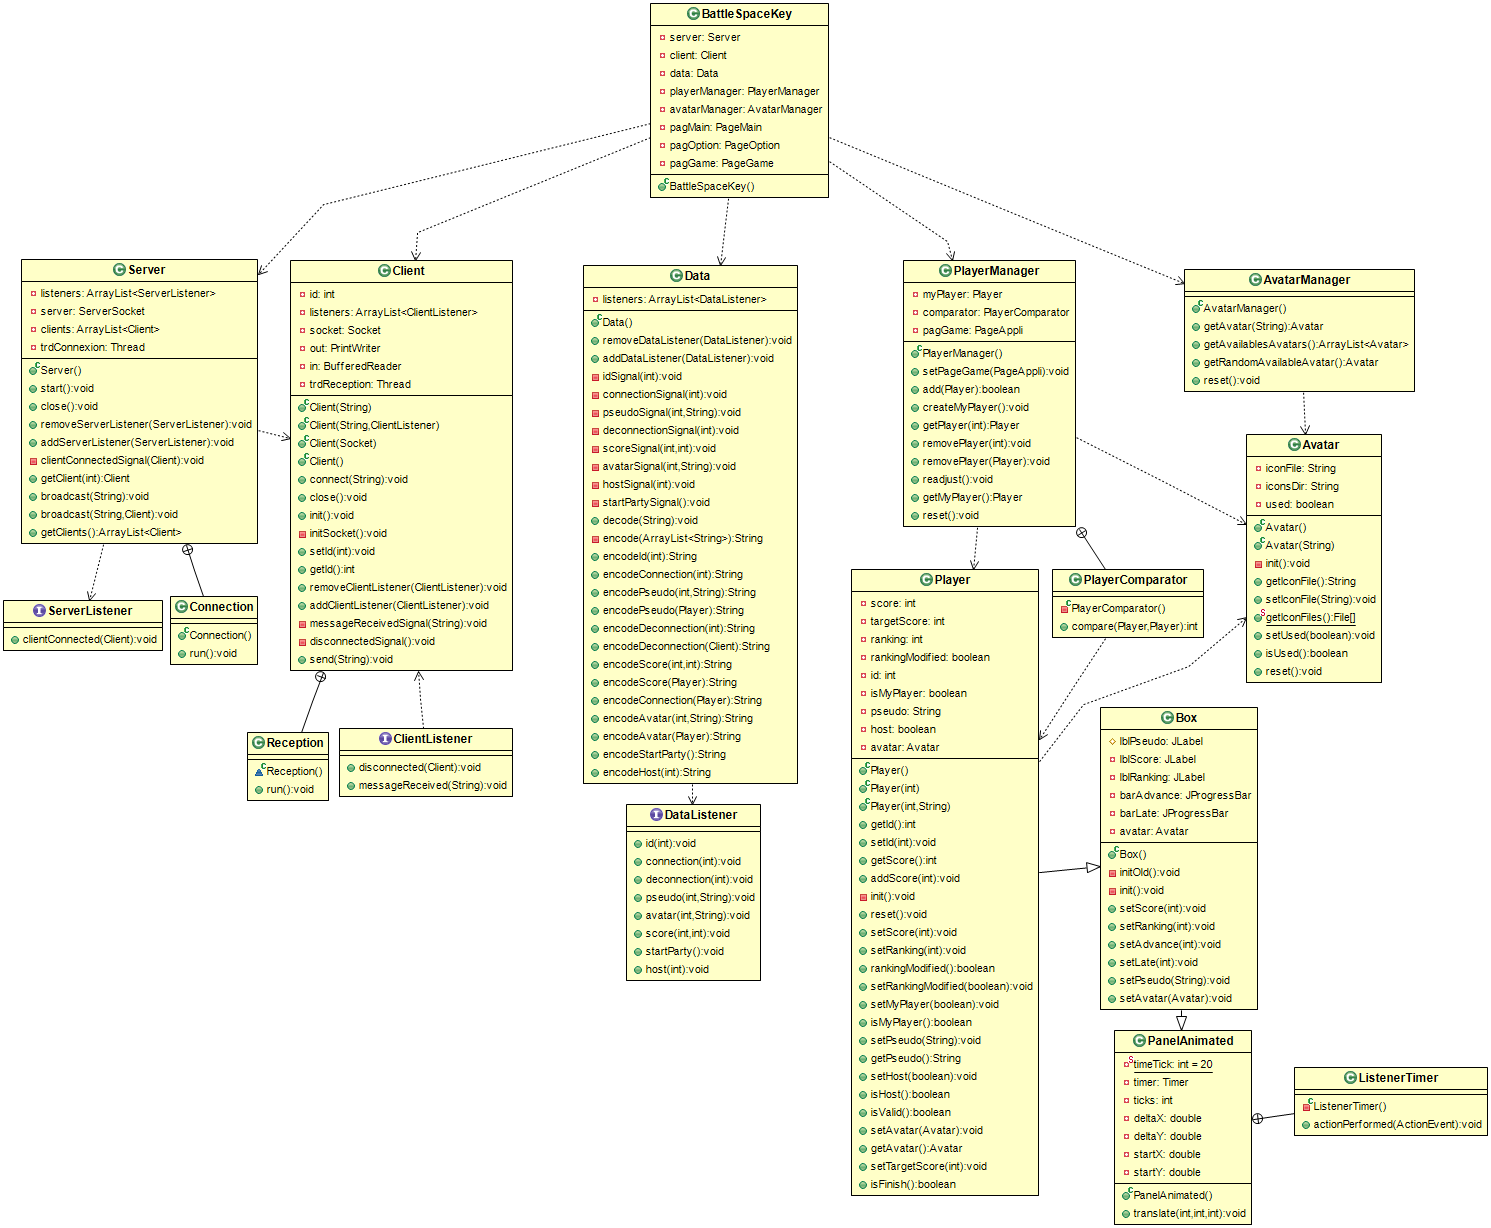 BattleSpaceKey
server: Server
client: Client
data: Data
playerManager: PlayerManager
avatarManager: AvatarManager
pagMain: PageMain
pagOption: PageOption
pagGame: PageGame
BattleSpaceKey()
Server
listeners: ArrayList<ServerListener>
server: ServerSocket
clients: ArrayList<Client>
trdConnexion: Thread
Server()
start():void
close():void
removeServerListener(ServerListener):void
addServerListener(ServerListener):void
clientConnectedSignal(Client):void
getClient(int):Client
broadcast(String):void
broadcast(String,Client):void
getClients():ArrayList<Client>
Client
id: int
listeners: ArrayList<ClientListener>
socket: Socket
out: PrintWriter
in: BufferedReader
trdReception: Thread
Client(String)
Client(String,ClientListener)
Client(Socket)
Client()
connect(String):void
close():void
init():void
initSocket():void
setId(int):void
getId():int
removeClientListener(ClientListener):void
addClientListener(ClientListener):void
messageReceivedSignal(String):void
disconnectedSignal():void
send(String):void
Data
listeners: ArrayList<DataListener>
Data()
removeDataListener(DataListener):void
addDataListener(DataListener):void
idSignal(int):void
connectionSignal(int):void
pseudoSignal(int,String):void
deconnectionSignal(int):void
scoreSignal(int,int):void
avatarSignal(int,String):void
hostSignal(int):void
startPartySignal():void
decode(String):void
encode(ArrayList<String>):String
encodeId(int):String
encodeConnection(int):String
encodePseudo(int,String):String
encodePseudo(Player):String
encodeDeconnection(int):String
encodeDeconnection(Client):String
encodeScore(int,int):String
encodeScore(Player):String
encodeConnection(Player):String
encodeAvatar(int,String):String
encodeAvatar(Player):String
encodeStartParty():String
encodeHost(int):String
PlayerManager
myPlayer: Player
comparator: PlayerComparator
pagGame: PageAppli
PlayerManager()
setPageGame(PageAppli):void
add(Player):boolean
createMyPlayer():void
getPlayer(int):Player
removePlayer(int):void
removePlayer(Player):void
readjust():void
getMyPlayer():Player
reset():void
AvatarManager
AvatarManager()
getAvatar(String):Avatar
getAvailablesAvatars():ArrayList<Avatar>
getRandomAvailableAvatar():Avatar
reset():void
Avatar
iconFile: String
iconsDir: String
used: boolean
Avatar()
Avatar(String)
init():void
getIconFile():String
setIconFile(String):void
getIconFiles():File[]
setUsed(boolean):void
isUsed():boolean
reset():void
ServerListener
clientConnected(Client):void
Connection
Connection()
run():void
Reception
Reception()
run():void
ClientListener
disconnected(Client):void
messageReceived(String):void
DataListener
id(int):void
connection(int):void
deconnection(int):void
pseudo(int,String):void
avatar(int,String):void
score(int,int):void
startParty():void
host(int):void
Player
score: int
targetScore: int
ranking: int
rankingModified: boolean
id: int
isMyPlayer: boolean
pseudo: String
host: boolean
avatar: Avatar
Player()
Player(int)
Player(int,String)
getId():int
setId(int):void
getScore():int
addScore(int):void
init():void
reset():void
setScore(int):void
setRanking(int):void
rankingModified():boolean
setRankingModified(boolean):void
setMyPlayer(boolean):void
isMyPlayer():boolean
setPseudo(String):void
getPseudo():String
setHost(boolean):void
isHost():boolean
isValid():boolean
setAvatar(Avatar):void
getAvatar():Avatar
setTargetScore(int):void
isFinish():boolean
PlayerComparator
PlayerComparator()
compare(Player,Player):int
Box
lblPseudo: JLabel
lblScore: JLabel
lblRanking: JLabel
barAdvance: JProgressBar
barLate: JProgressBar
avatar: Avatar
Box()
initOld():void
init():void
setScore(int):void
setRanking(int):void
setAdvance(int):void
setLate(int):void
setPseudo(String):void
setAvatar(Avatar):void
PanelAnimated
timeTick: int = 20
timer: Timer
ticks: int
deltaX: double
deltaY: double
startX: double
startY: double
PanelAnimated()
translate(int,int,int):void
ListenerTimer
ListenerTimer()
actionPerformed(ActionEvent):void